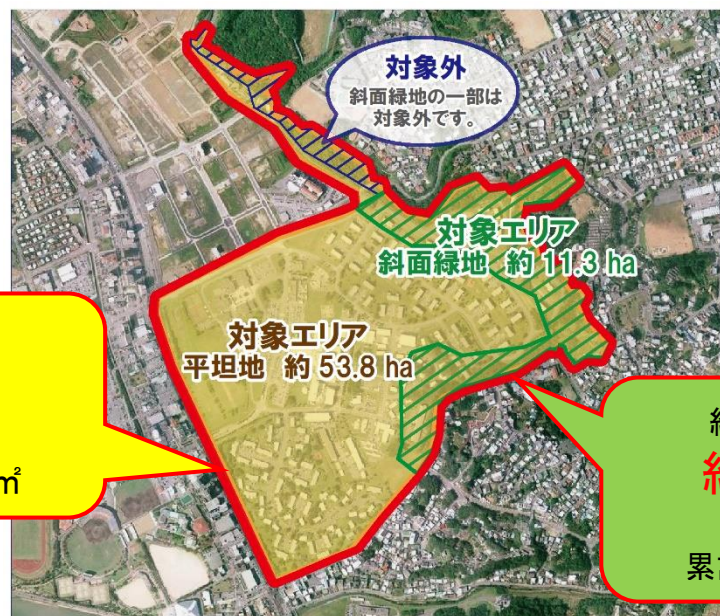 対象外
斜面緑地の一部は
対象外です。
対象エリア
斜面緑地 約 11.3 ha
対象エリア
平坦地 約 53.8 ha
㎡
累